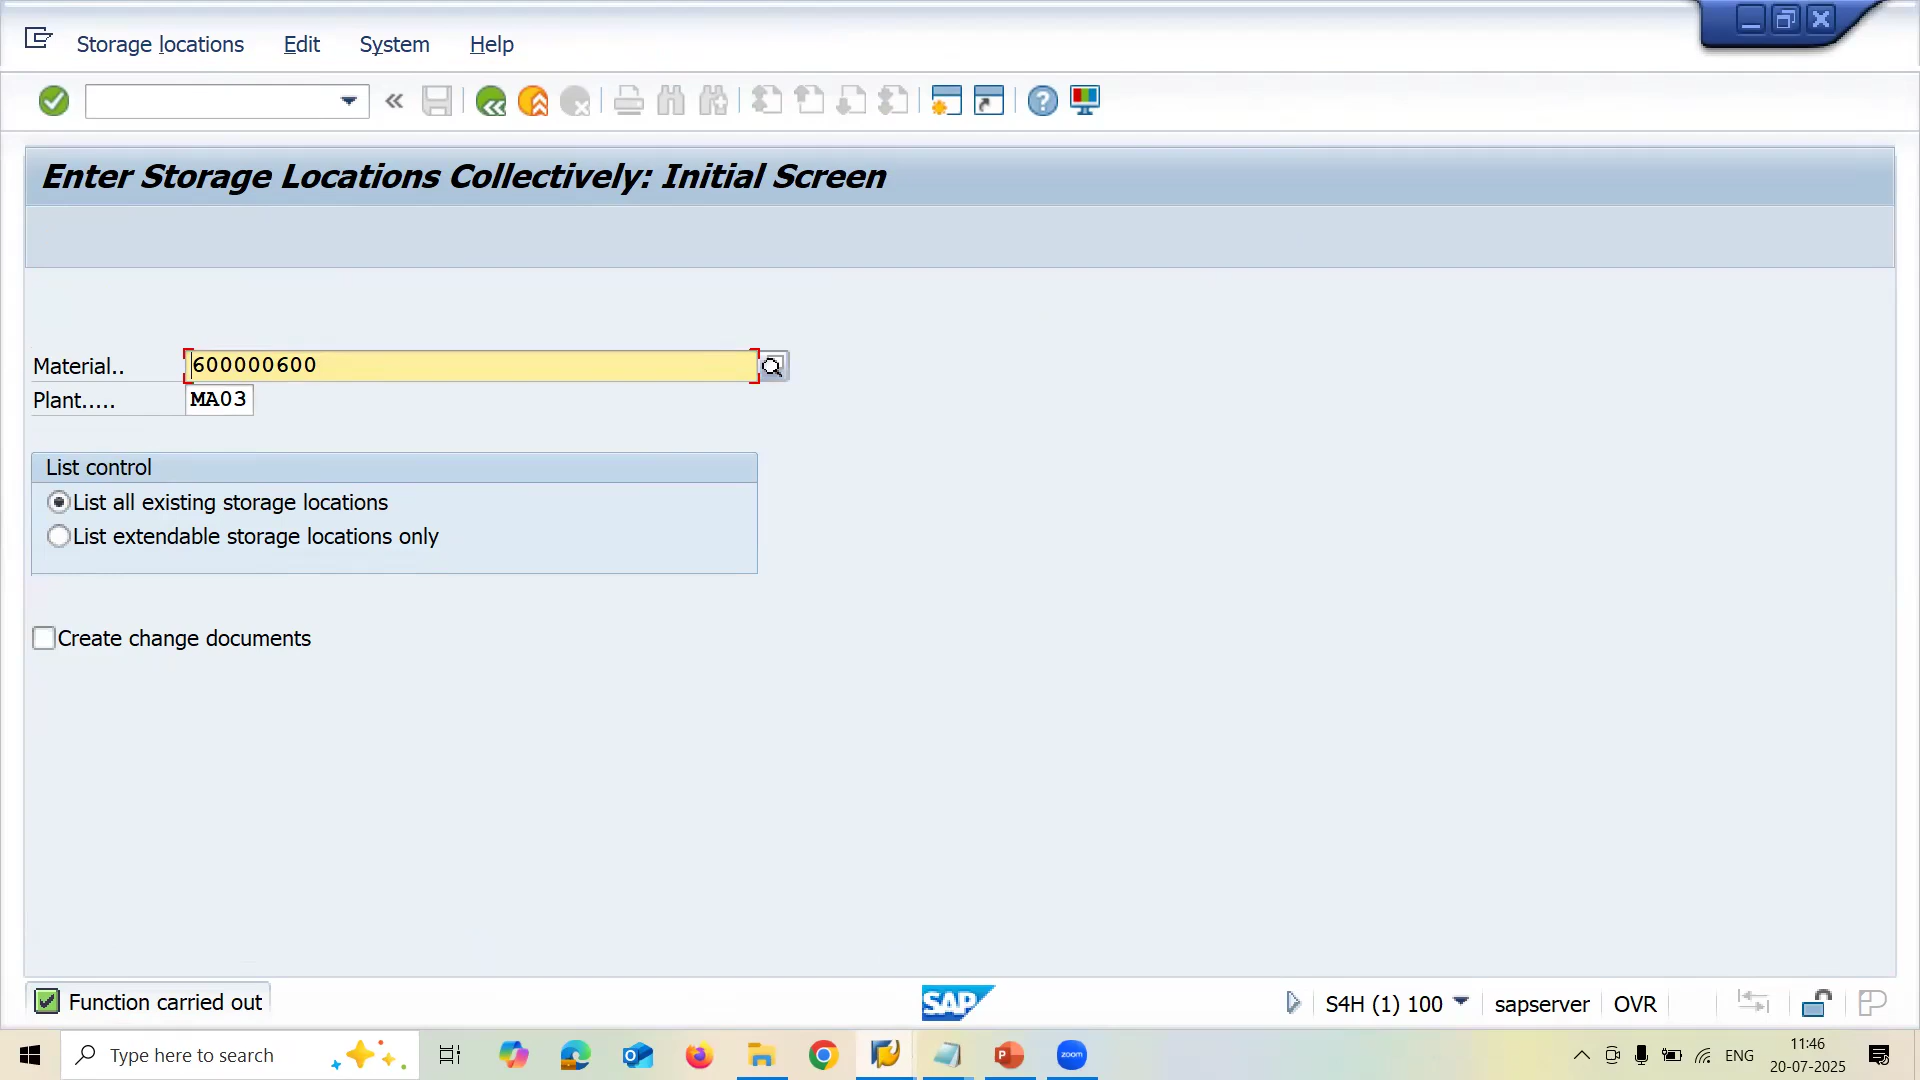 Storage locations Edit System Help
Enter Storage Locations Collectively: Initial Screen
Material.. 600000600
Plant..... MA03
List control
List all existing storage locations
List extendable storage locations only
Create change documents
Function carried out
SAP
S4H (1) 100 sapserver OVR
Type here to search
zoom
ENG
11:46
20-07-2025